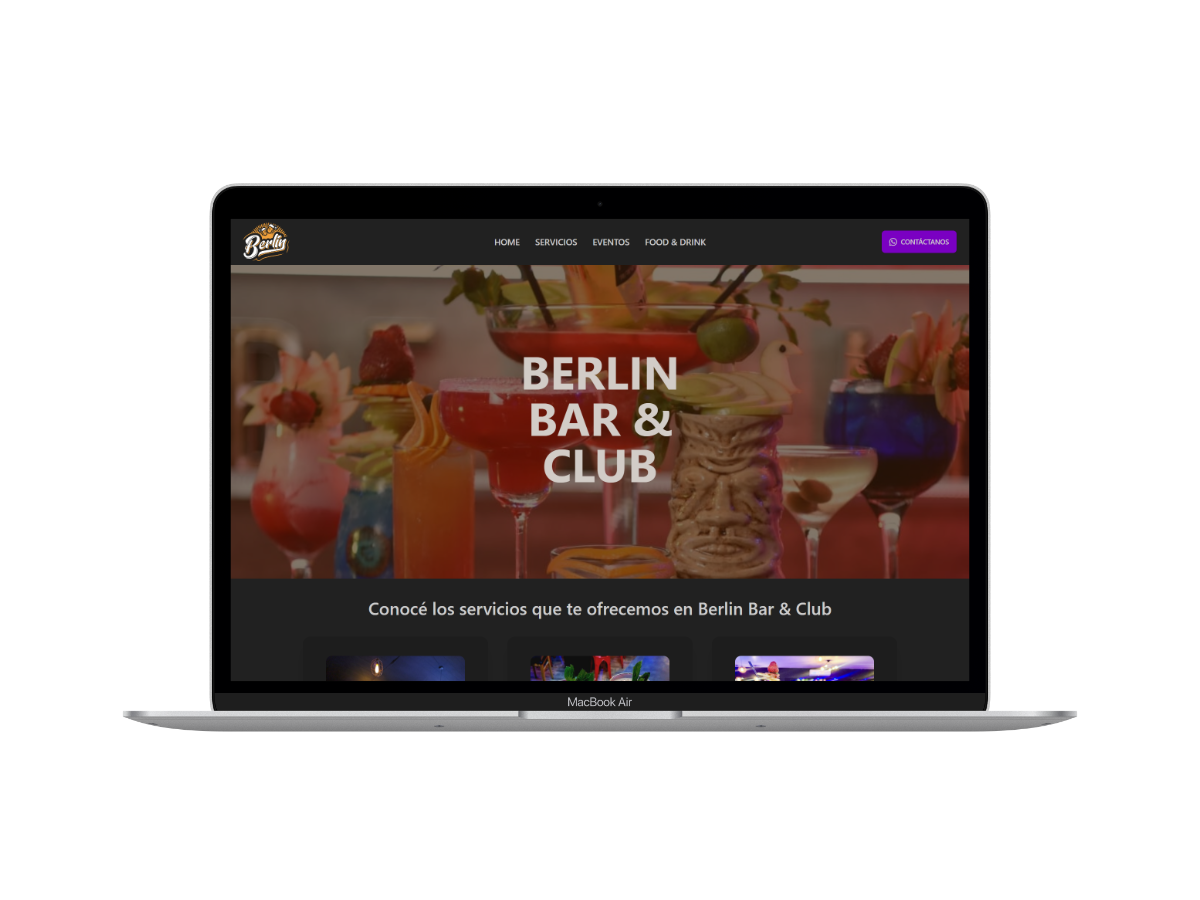 Berlin
HOME SERVICIOS EVENTOS FOOD & DRINK
CONTÁCTANOS
BERLIN
BAR &
CLUB
Conocé los servicios que te ofrecemos en Berlin Bar & Club
MacBook Air